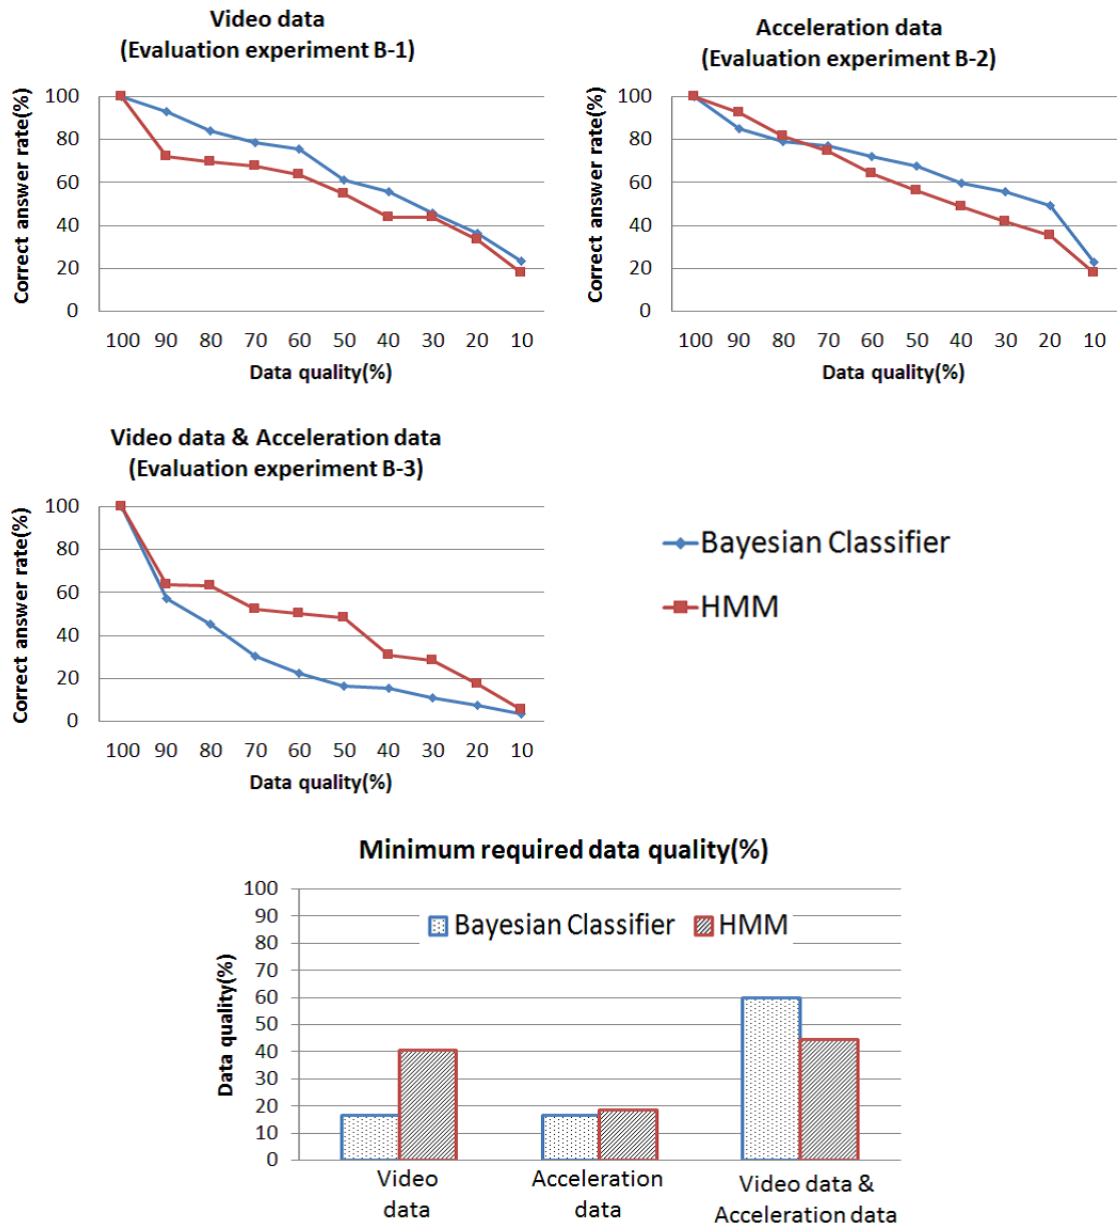 Video data
(Evaluation experiment B-1)
Correct answer rate(%)
100
80
60
40
20
0
100 90 80 70 60 50 40 30 20 10
Data quality(%)
Acceleration data
(Evaluation experiment B-2)
Correct answer rate(%)
100
80
60
40
20
0
100 90 80 70 60 50 40 30 20 10
Data quality(%)
Video data & Acceleration data
(Evaluation experiment B-3)
Correct answer rate(%)
100
80
60
40
20
0
100 90 80 70 60 50 40 30 20 10
Data quality(%)
Bayesian Classifier
HMM
Minimum required data quality(%)
Data quality(%)
100
90
80
70
60
50
40
30
20
10
0
Bayesian Classifier HMM
Video
data
Acceleration
data
Video data &
Acceleration data